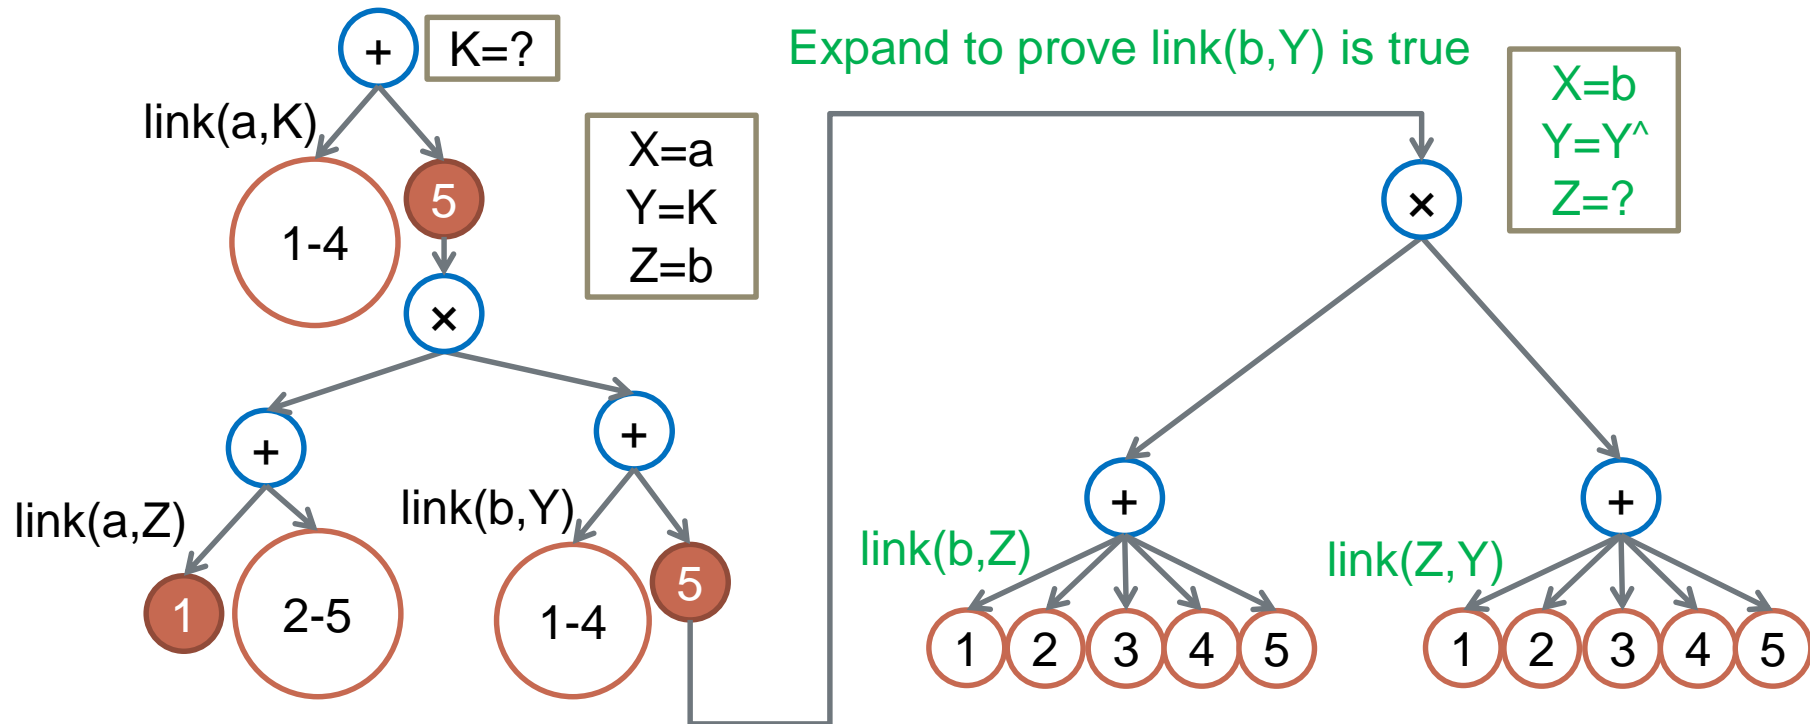 +
K=?
Expand to prove link(b,Y) is true
link(a,K)
X=a
Y=K
Z=b
X=b
Y=Y^
Z=?
1-4
5
×
×
+
+
link(a,Z)
link(b,Y)
1
2-5
1-4
5
+
+
link(b,Z)
link(Z,Y)
1 2 3 4 5
1 2 3 4 5